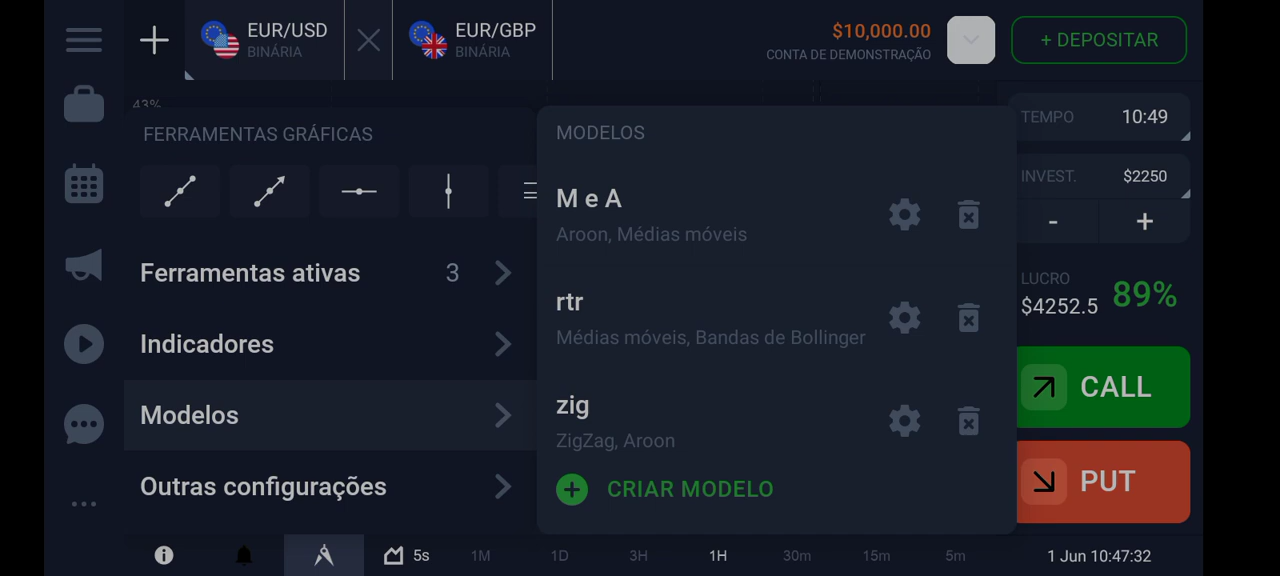 EUR/USD
BINÁRIA
EUR/GBP
BINÁRIA
$10,000.00
CONTA DE DEMONSTRAÇÃO
+ DEPOSITAR
43%
FERRAMENTAS GRÁFICAS
Ferramentas ativas 3
Indicadores
Modelos
Outras configurações
MODELOS
M e A
Aroon, Médias móveis
rtr
Médias móveis, Bandas de Bollinger
zig
ZigZag, Aroon
CRIAR MODELO
TEMPO 10:49
INVEST. $2250
- +
LUCRO
$4252.5
89%
CALL
PUT
5s 1M 1D 3H 1H 30m 15m 5m 1 Jun 10:47:32